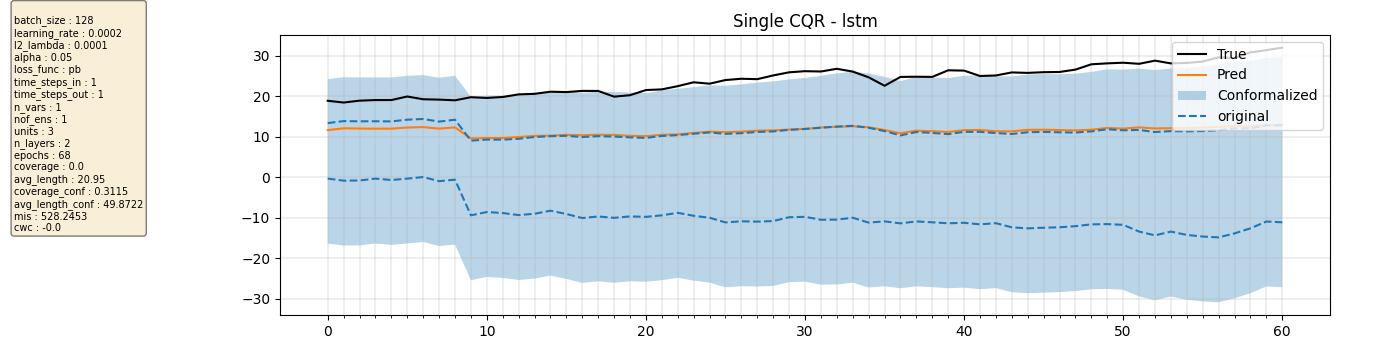 batch_size : 128
learning_rate : 0.0002
l2_lambda : 0.0001
alpha : 0.05
loss_func : pb
time_steps_in : 1
time_steps_out : 1
n_vars : 1
nof_ens : 1
units : 3
n_layers : 2
epochs : 68
coverage : 0.0
avg_length : 20.95
coverage_conf : 0.3115
avg_length_conf : 49.8722
mis : 528.2453
cwc : -0.0
Single CQR - lstm
30
20
10
0
−10
−20
−30
True
Pred
Conformalized
original
0 10 20 30 40 50 60